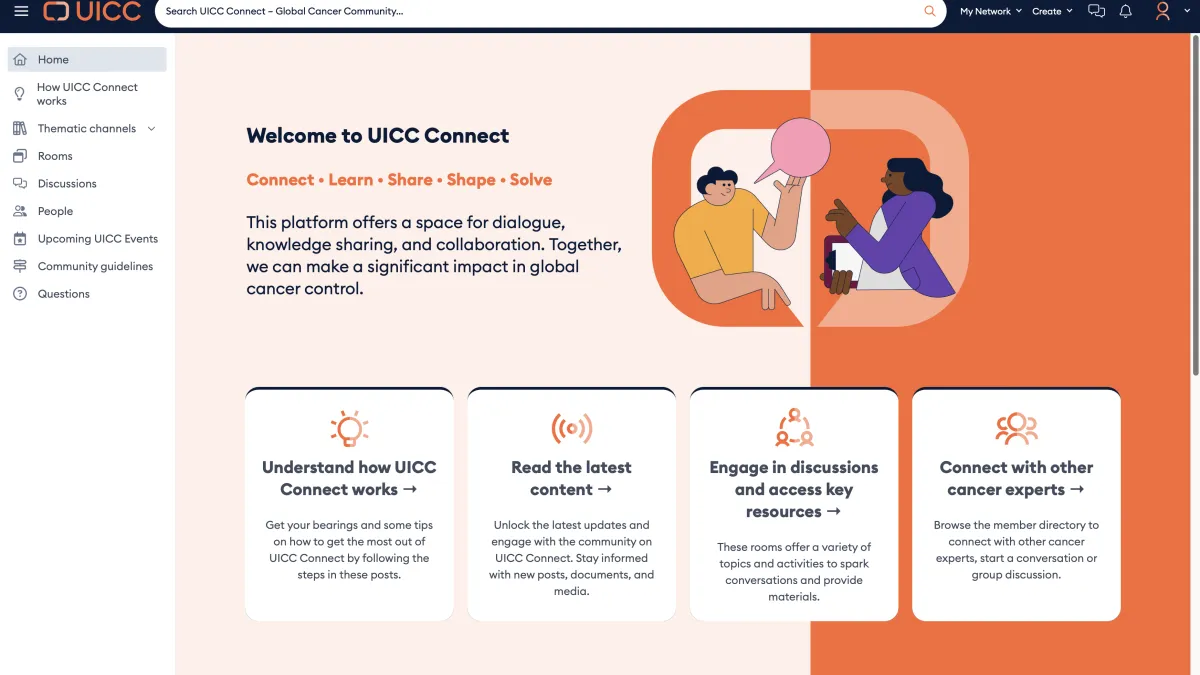 UICC
Search UICC Connect – Global Cancer Community...
My Network
Create
Home
How UICC Connect
works
Thematic channels
Rooms
Discussions
People
Upcoming UICC Events
Community guidelines
Questions
Welcome to UICC Connect
Connect • Learn • Share • Shape • Solve
This platform offers a space for dialogue,
knowledge sharing, and collaboration. Together,
we can make a significant impact in global
cancer control.
Understand how UICC
Connect works →
Get your bearings and some tips
on how to get the most out of
UICC Connect by following the
steps in these posts.
Read the latest
content →
Unlock the latest updates and
engage with the community on
UICC Connect. Stay informed
with new posts, documents, and
media.
Engage in discussions
and access key
resources →
These rooms offer a variety of
topics and activities to spark
conversations and provide
materials.
Connect with other
cancer experts →
Browse the member directory to
connect with other cancer
experts, start a conversation or
group discussion.